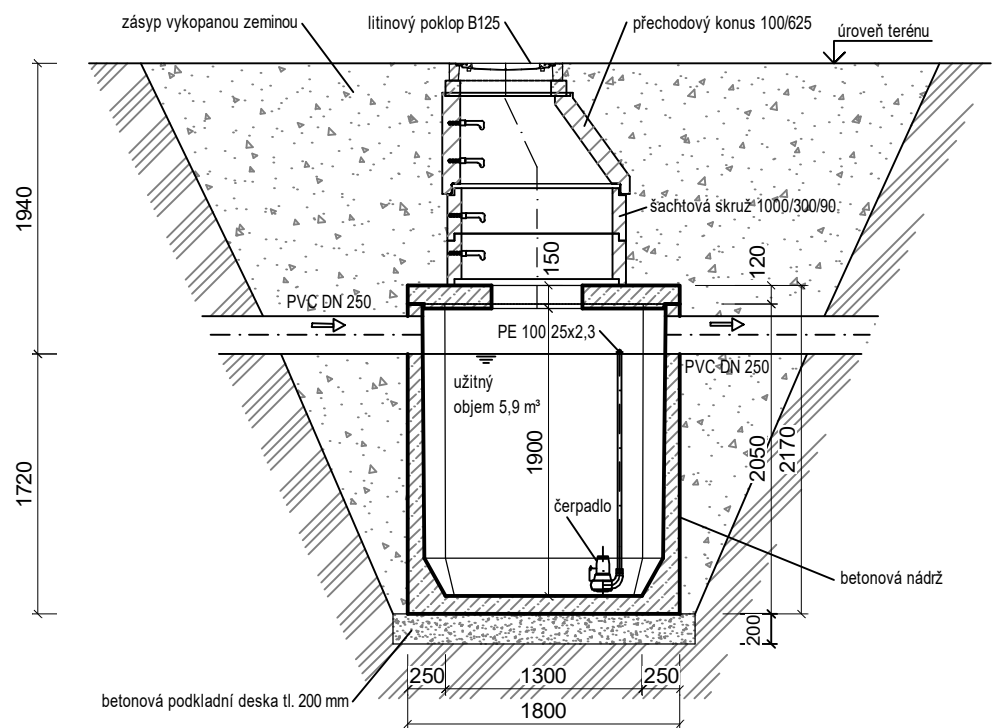 zásyp vykopanou zeminou
litinový poklop B125
přechodový konus 100/625
úroveň terénu
1940
šachtová skruž 1000/300/90
150
120
PVC DN 250
PE 100 25x2,3
PVC DN 250
užitný
objem 5,9 m³
1900
2050
2170
1720
čerpadlo
betonová nádrž
200
250
1300
250
betonová podkladní deska tl. 200 mm
1800